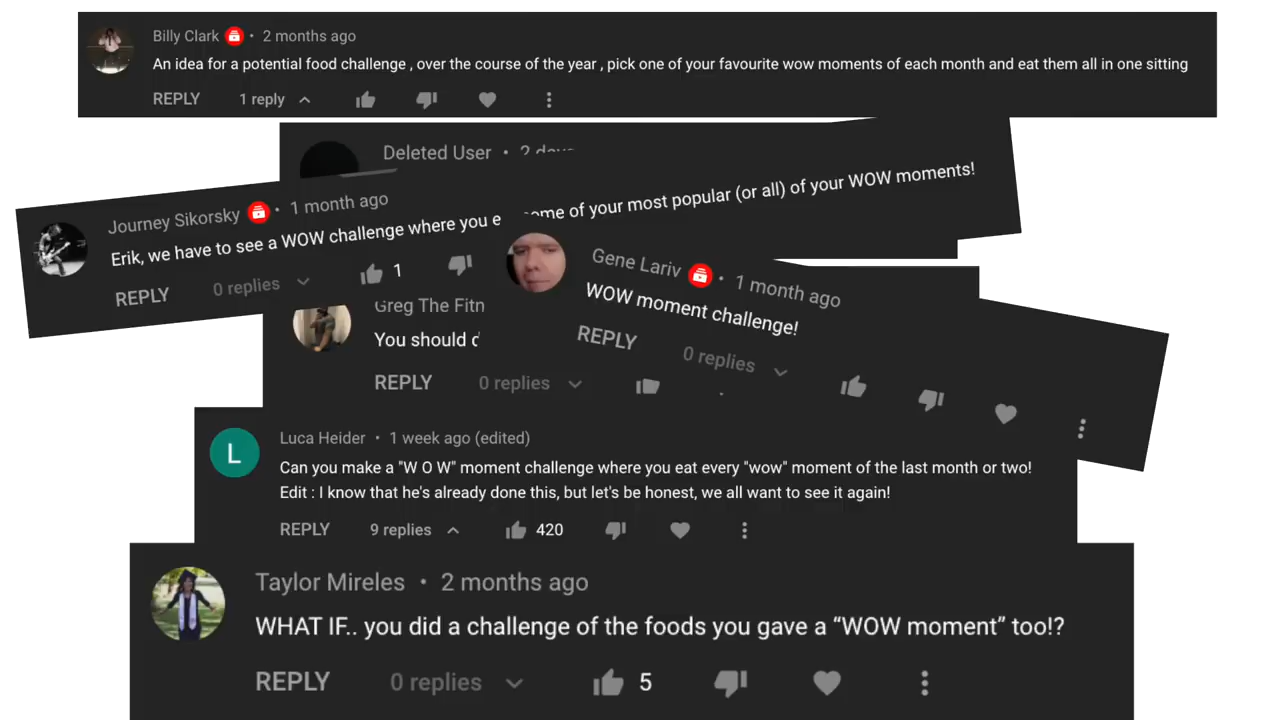 Billy Clark • 2 months ago
An idea for a potential food challenge , over the course of the year , pick one of your favourite wow moments of each month and eat them all in one sitting
REPLY 1 reply
Deleted User • 2
Journey Sikorsky • 1 month ago
Erik, we have to see a WOW challenge where you of your most popular (or all) of your WOW moments!
REPLY 0 replies 1
Gene Lariv • 1 month ago
WOW moment challenge!
REPLY 0 replies
Greg The
You should
REPLY 0 replies
L
Luca Heider • 1 week ago (edited)
Can you make a "W O W" moment challenge where you eat every "wow" moment of the last month or two!
Edit : I know that he's already done this, but let's be honest, we all want to see it again!
REPLY 9 replies 420
Taylor Mireles • 2 months ago
WHAT IF.. you did a challenge of the foods you gave a “WOW moment” too!?
REPLY 0 replies 5